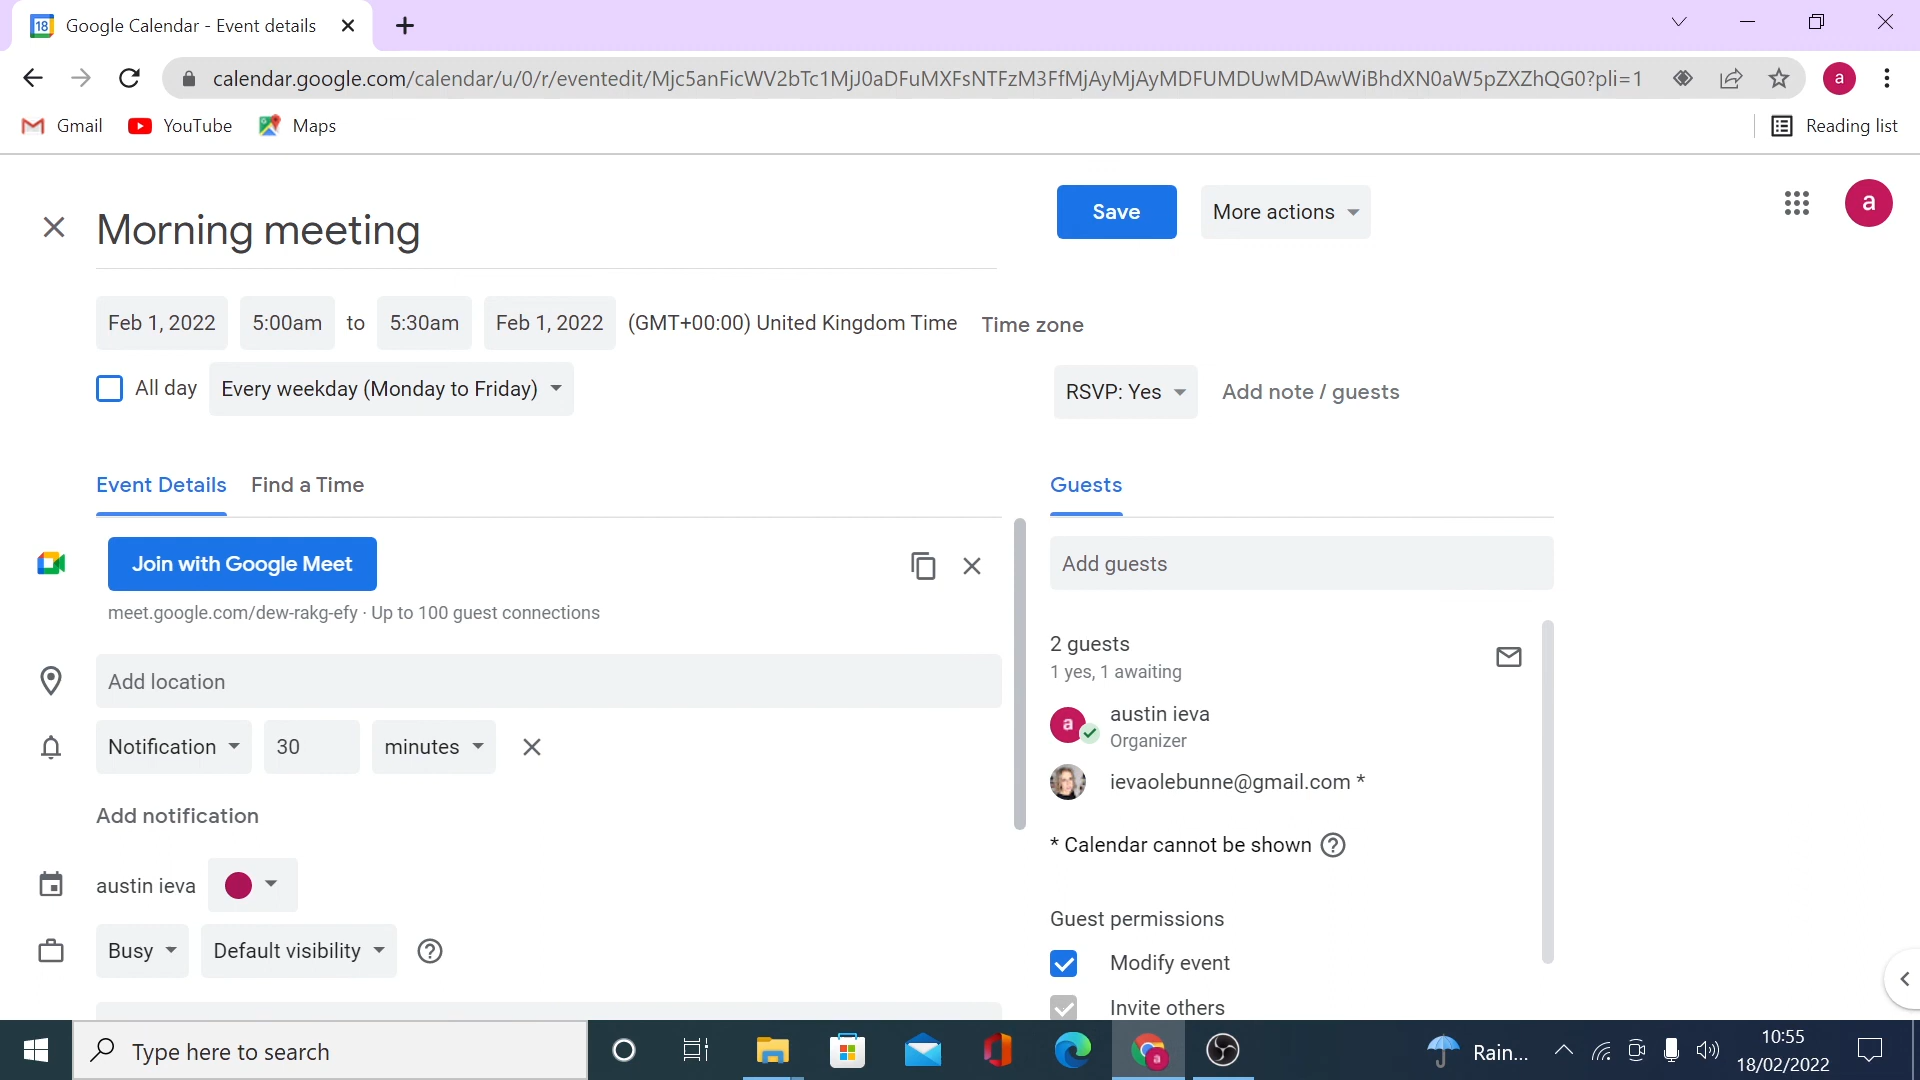 18 Google Calendar - Event details
calendar.google.com/calendar/u/0/r/eventedit/Mjc5anFicWV2bTc1MjJ0aDFuMXFsNTFzM3FfMjAyMjAyMDFUMDUwMDAwWiBhdXN0aW5pZXZhQG0?pli=1 a
Gmail YouTube Maps Reading list
Morning meeting Save More actions a
Feb 1, 2022 5:00am to 5:30am Feb 1, 2022 (GMT+00:00) United Kingdom Time Time zone
All day Every weekday (Monday to Friday) RSVP: Yes Add note / guests
Event Details Find a Time Guests
Join with Google Meet Add guests
meet.google.com/dew-rakg-efy · Up to 100 guest connections
2 guests
1 yes, 1 awaiting
Add location
a austin ieva
Organizer
Notification 30 minutes
ievaolebunne@gmail.com *
Add notification
* Calendar cannot be shown
austin ieva
Guest permissions
Busy Default visibility Modify event
Invite others
Type here to search a Rain... 10:55
18/02/2022